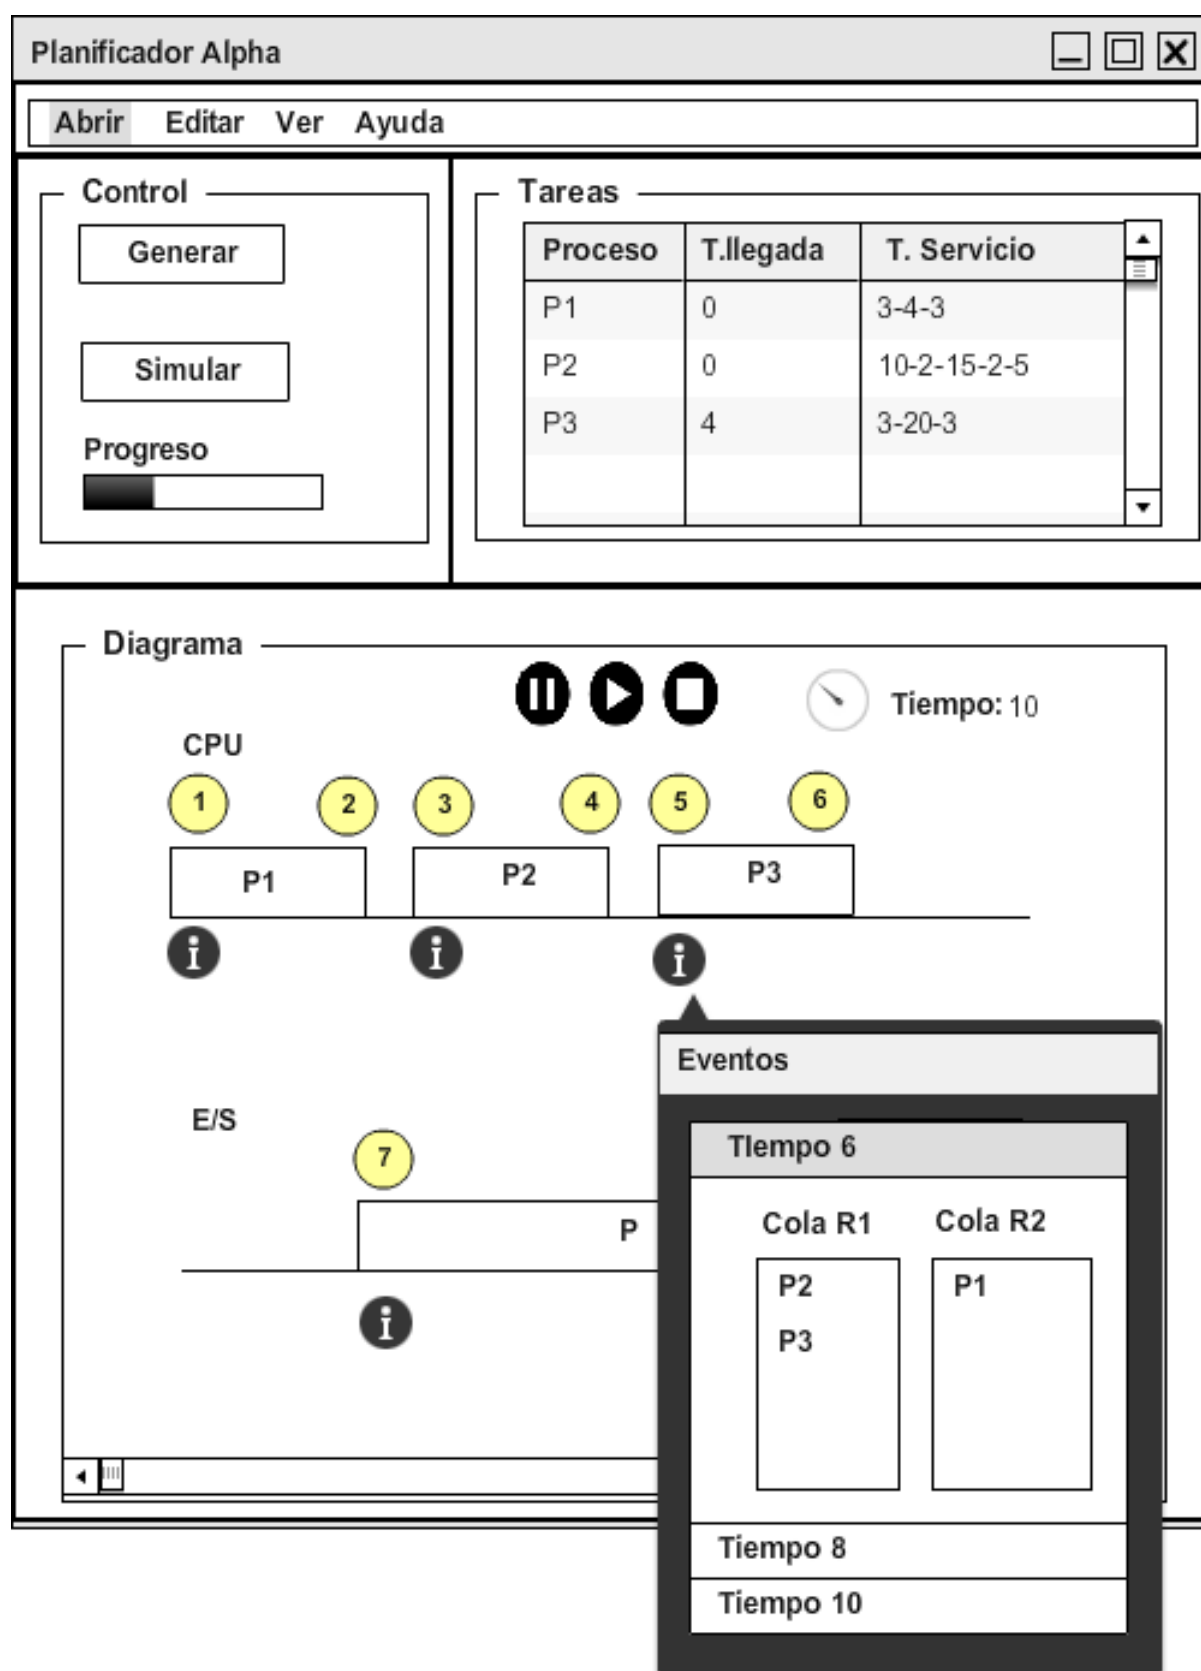 Planificador Alpha
Abrir Editar Ver Ayuda
Control
Generar
Simular
Progreso
Tareas
Proceso T.llegada T. Servicio
P1 0 3-4-3
P2 0 10-2-15-2-5
P3 4 3-20-3
Diagrama
Tiempo: 10
CPU
1 2 3 4 5 6
P1 P2 P3
E/S
7
P
Eventos
TIempo 6
Cola R1 Cola R2
P2 P1
P3
Tiempo 8
Tiempo 10